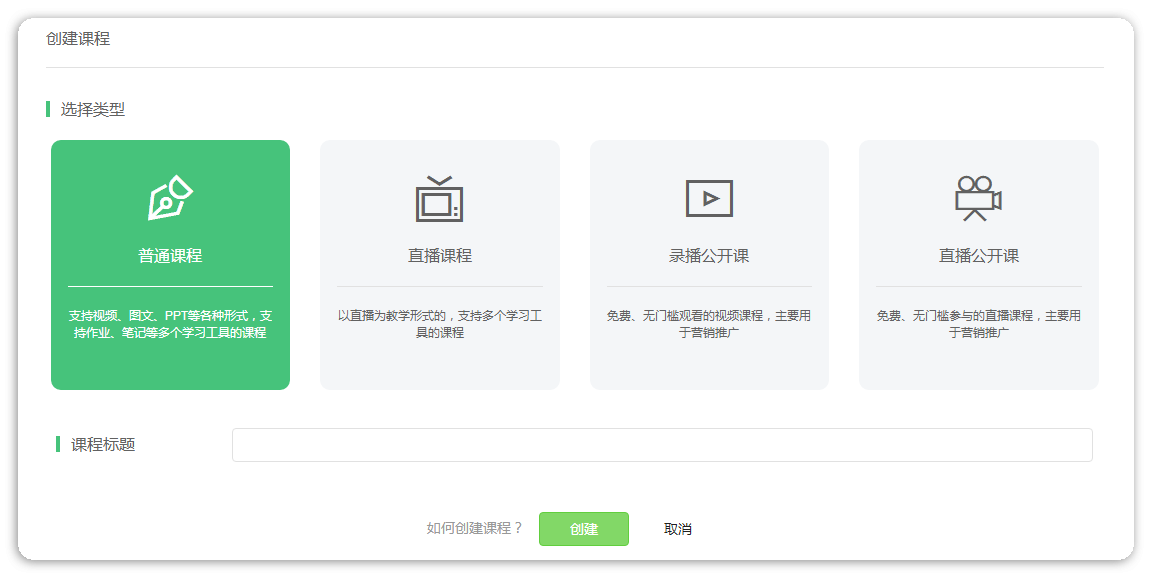 创建课程
选择类型
普通课程
支持视频、图文、PPT等各种形式，支
持作业、笔记等多个学习工具的课程
直播课程
以直播为教学形式的，支持多个学习工
具的课程
录播公开课
免费、无门槛观看的视频课程，主要用
于营销推广
直播公开课
免费、无门槛参与的直播课程，主要用
于营销推广
课程标题
如何创建课程？ 创建 取消